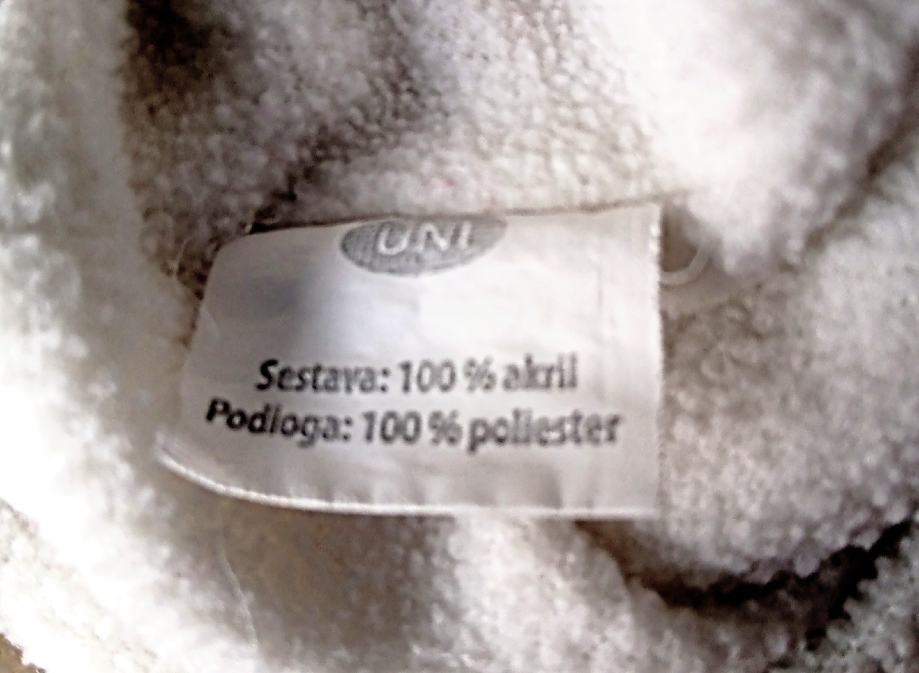 UNI
Sestava: 100 % akril
Podloga: 100 % poliester